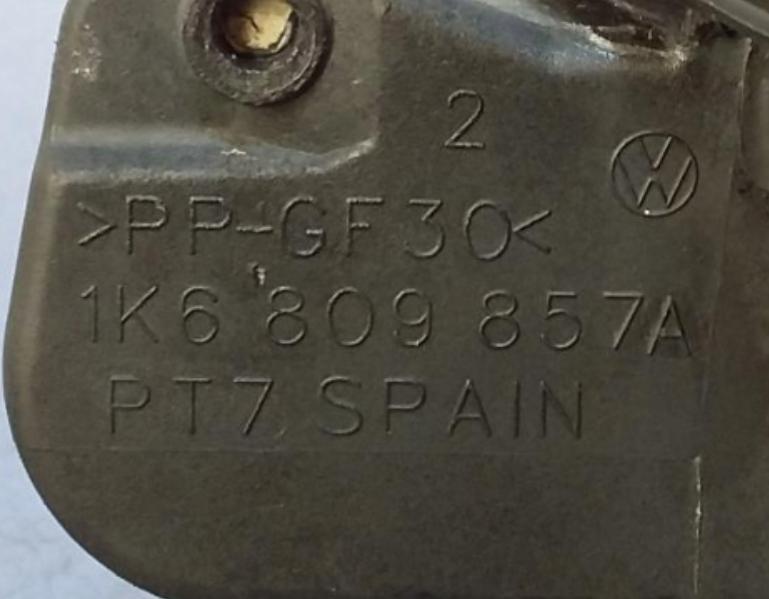 2
>PP-GF30<
1K6 809 857A
PT7 SPAIN